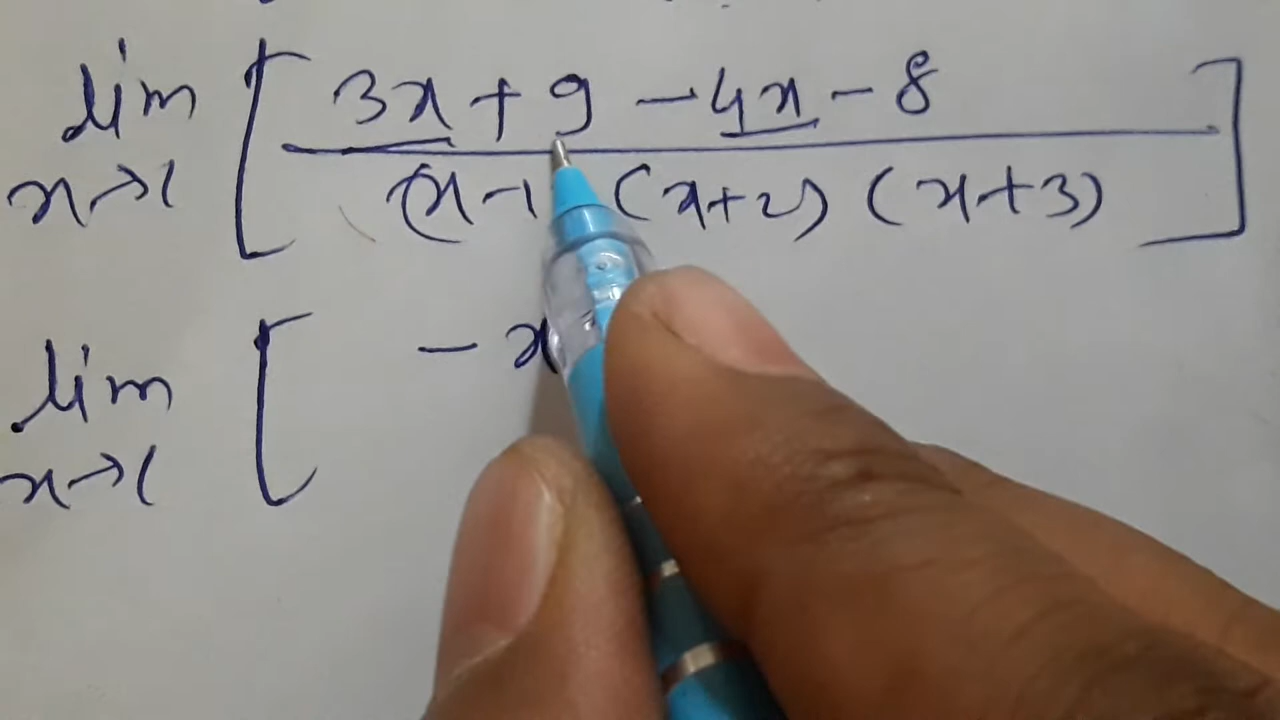 lim [ 3x + 9 - 4x - 8 ]
x→1 (x-1 (x+2) (x+3)
lim [ - x
x→1